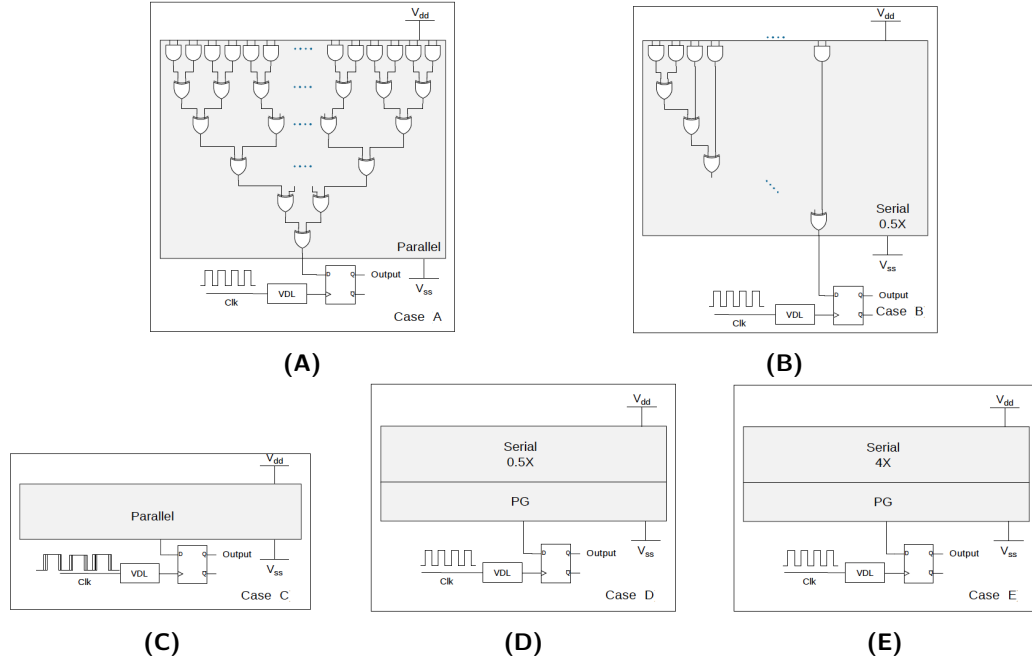 Vdd
Parallel
D Q
Output
Clk
VDL
Q
Vss
Case A
(A)
Vdd
Serial
0.5X
Vss
D Q
Output
Clk
VDL
Q
Case B
(B)
Vdd
Parallel
D Q
Output
Clk
VDL
Q
Vss
Case C
(C)
Vdd
Serial
0.5X
PG
D Q
Output
Vss
Clk
VDL
Q
Case D
(D)
Vdd
Serial
4X
PG
D Q
Output
Vss
Clk
VDL
Q
Case E
(E)